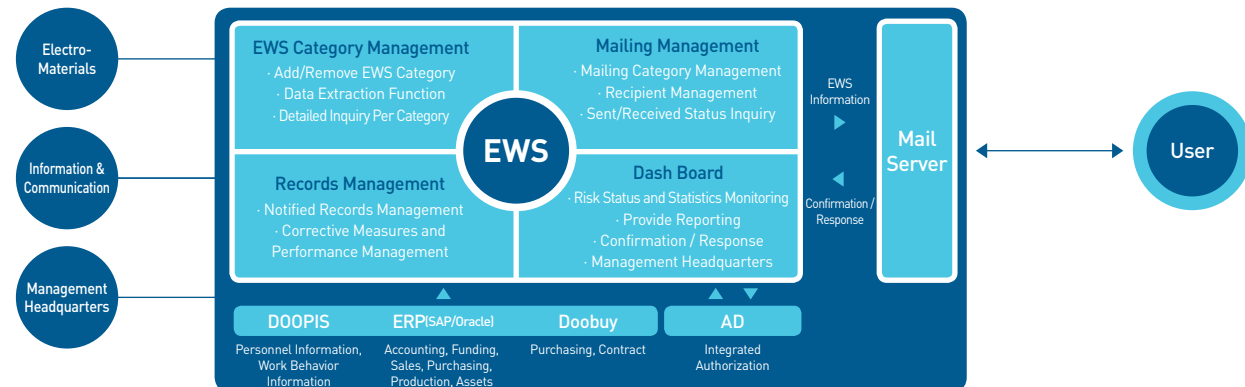 Electro-
Materials
Information &
Communication
Management
Headquarters
EWS Category Management
· Add/Remove EWS Category
· Data Extraction Function
· Detailed Inquiry Per Category
Mailing Management
· Mailing Category Management
· Recipient Management
· Sent/Received Status Inquiry
EWS
Records Management
· Notified Records Management
· Corrective Measures and
Performance Management
Dash Board
· Risk Status and Statistics Monitoring
· Provide Reporting
· Confirmation / Response
· Management Headquarters
EWS
Information
Confirmation /
Response
Mail
Server
User
DOOPIS
Personnel Information,
Work Behavior
Information
ERP(SAP/Oracle)
Accounting, Funding,
Sales, Purchasing,
Production, Assets
Doobuy
Purchasing, Contract
AD
Integrated
Authorization